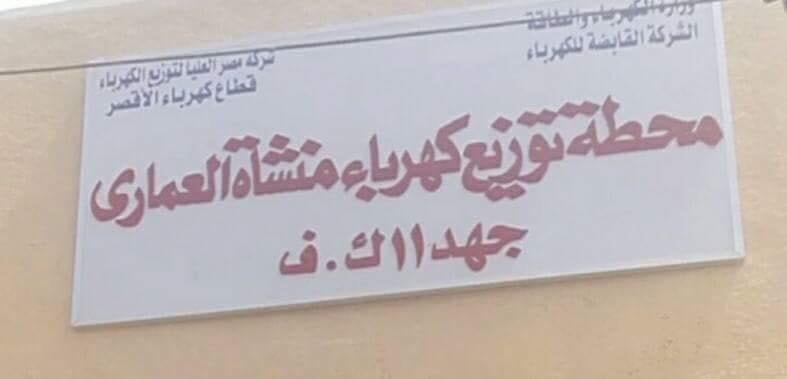 وزارة الكهرباء والطاقة
الشركة القابضة للكهرباء
شركة مصر العليا لتوزيع الكهرباء
قطاع كهرباء الأقصر
محطة توزيع كهرباء منشأة العمارى
جهد ١١ ك . ف